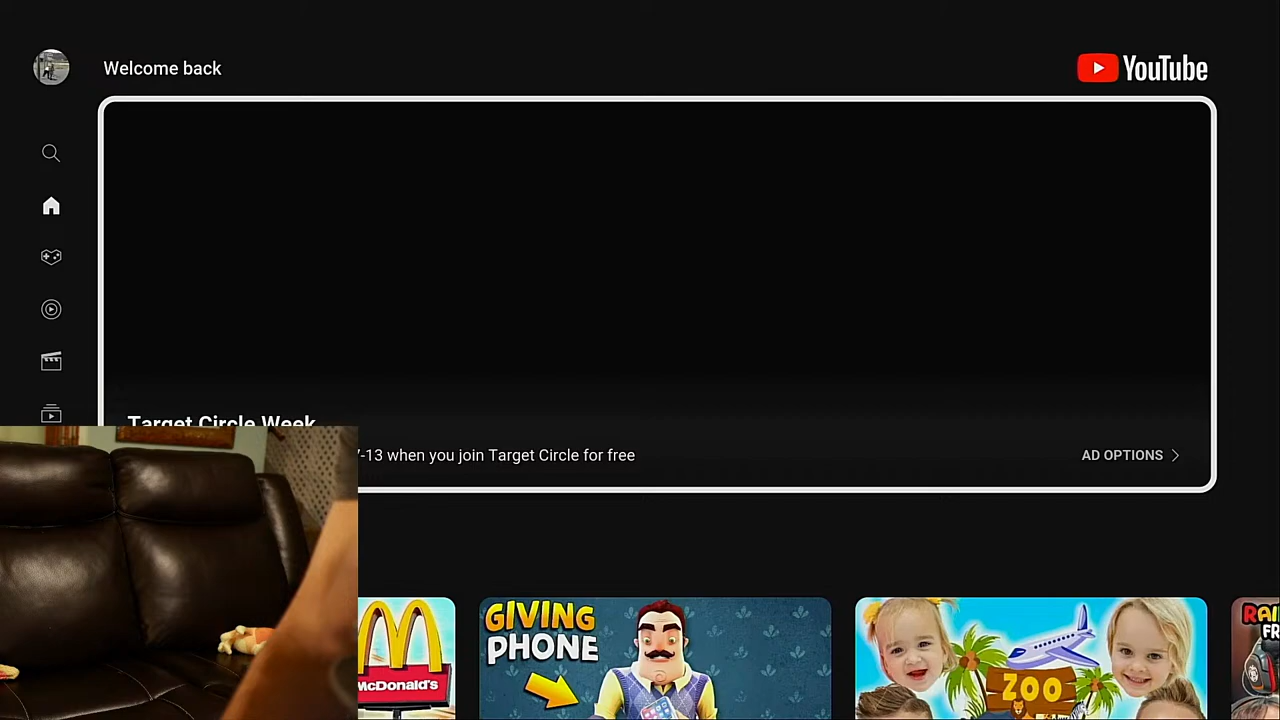 Welcome back
YouTube
Target Circle Week
-13 when you join Target Circle for free
AD OPTIONS
McDonald's
GIVING
PHONE
ZOO